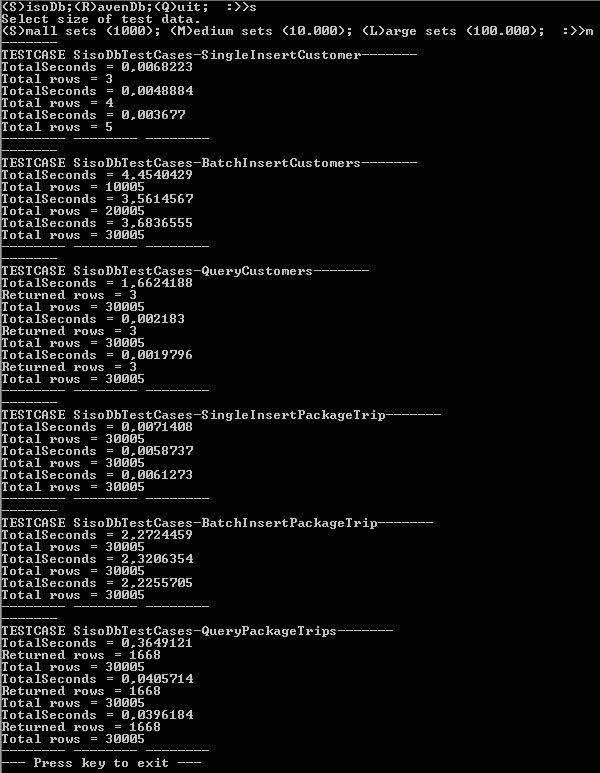 (S)isoDb;(R)avenDb;(Q)uit;  :>>s
Select size of test data.
(S)mall sets (1000); (M)edium sets (10.000); (L)arge sets (100.000);  :>>m
-------
TESTCASE SisoDbTestCases-SingleInsertCustomer-------
TotalSeconds = 0,0068223
Total rows = 3
TotalSeconds = 0,0048884
Total rows = 4
TotalSeconds = 0,003677
Total rows = 5
-------- -------- --------
-------
TESTCASE SisoDbTestCases-BatchInsertCustomers-------
TotalSeconds = 4,4540429
Total rows = 10005
TotalSeconds = 3,5614567
Total rows = 20005
TotalSeconds = 3,6836555
Total rows = 30005
-------- -------- --------
-------
TESTCASE SisoDbTestCases-QueryCustomers-------
TotalSeconds = 1,6624188
Returned rows = 3
Total rows = 30005
TotalSeconds = 0,002183
Returned rows = 3
Total rows = 30005
TotalSeconds = 0,0019796
Returned rows = 3
Total rows = 30005
-------- -------- --------
-------
TESTCASE SisoDbTestCases-SingleInsertPackageTrip-------
TotalSeconds = 0,0071408
Total rows = 30005
TotalSeconds = 0,0058737
Total rows = 30005
TotalSeconds = 0,0061273
Total rows = 30005
-------- -------- --------
-------
TESTCASE SisoDbTestCases-BatchInsertPackageTrip-------
TotalSeconds = 2,2724459
Total rows = 30005
TotalSeconds = 2,3206354
Total rows = 30005
TotalSeconds = 2,2255705
Total rows = 30005
-------- -------- --------
-------
TESTCASE SisoDbTestCases-QueryPackageTrips-------
TotalSeconds = 0,3649121
Returned rows = 1668
Total rows = 30005
TotalSeconds = 0,0405714
Returned rows = 1668
Total rows = 30005
TotalSeconds = 0,0396184
Returned rows = 1668
Total rows = 30005
-------- -------- --------
--- Press key to exit ---